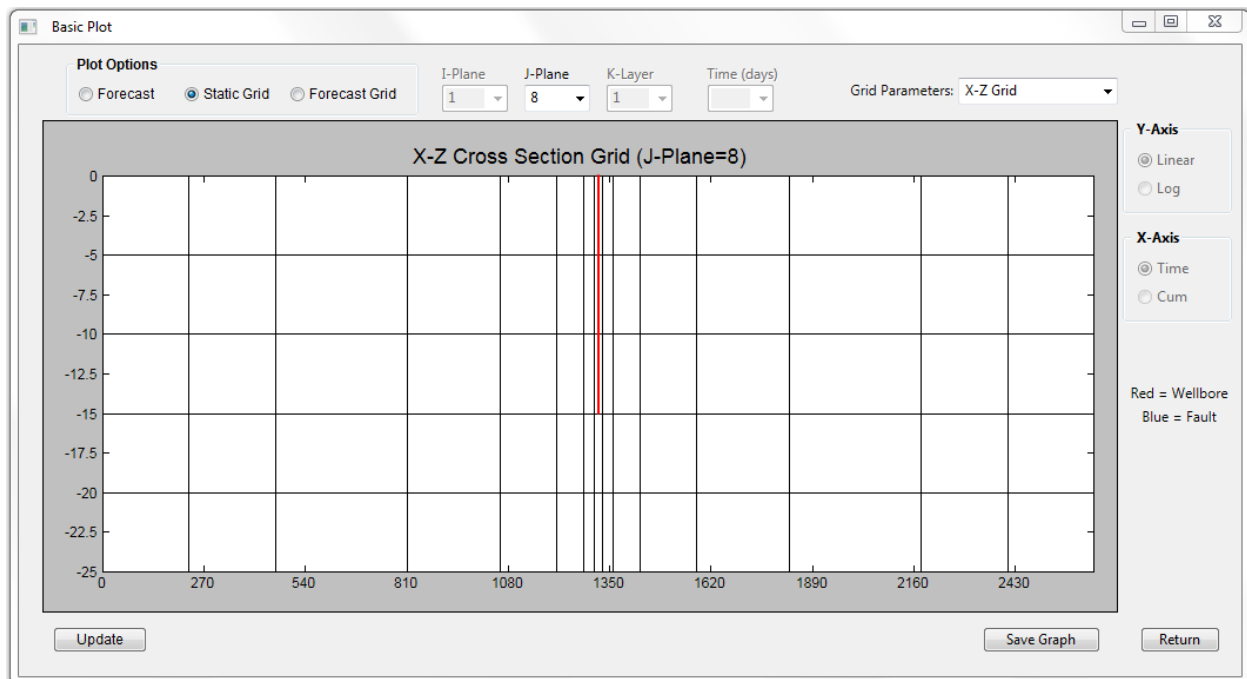 Basic Plot
Plot Options
Forecast Static Grid Forecast Grid
I-Plane J-Plane K-Layer Time (days)
1 8 1
Grid Parameters: X-Z Grid
X-Z Cross Section Grid (J-Plane=8)
0
-2.5
-5
-7.5
-10
-12.5
-15
-17.5
-20
-22.5
-25
0 270 540 810 1080 1350 1620 1890 2160 2430
Y-Axis
Linear
Log
X-Axis
Time
Cum
Red = Wellbore
Blue = Fault
Update Save Graph Return